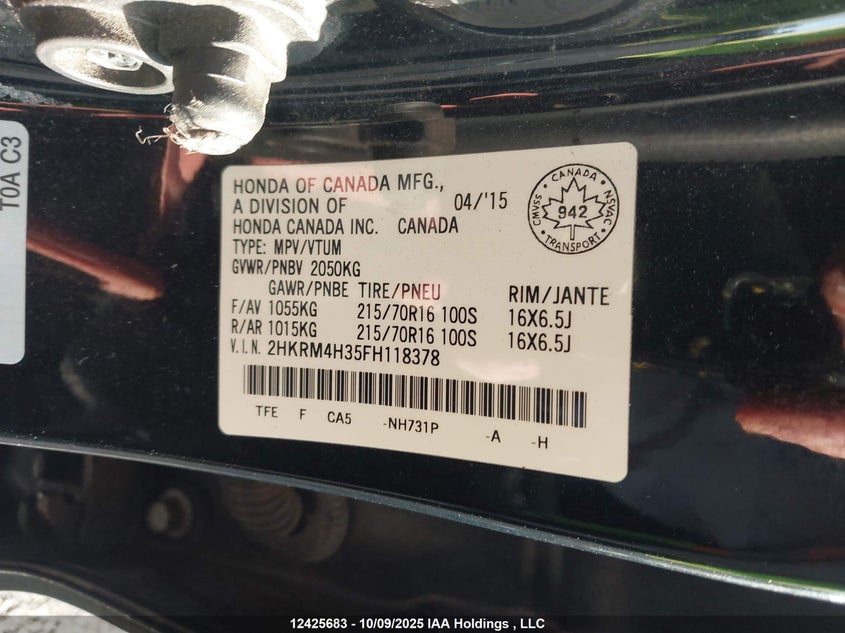 T0A C3
HONDA OF CANADA MFG.,
A DIVISION OF 04/'15
HONDA CANADA INC. CANADA
TYPE: MPV/VTUM
GVWR/PNBV 2050KG
GAWR/PNBE TIRE/PNEU RIM/JANTE
F/AV 1055KG 215/70R16 100S 16X6.5J
R/AR 1015KG 215/70R16 100S 16X6.5J
V.I.N. 2HKRM4H35FH118378
TFE F CA5 -NH731P -A -H
CANADA
CMVSS 942 NSVAC
TRANSPORT
12425683 - 10/09/2025 IAA Holdings , LLC